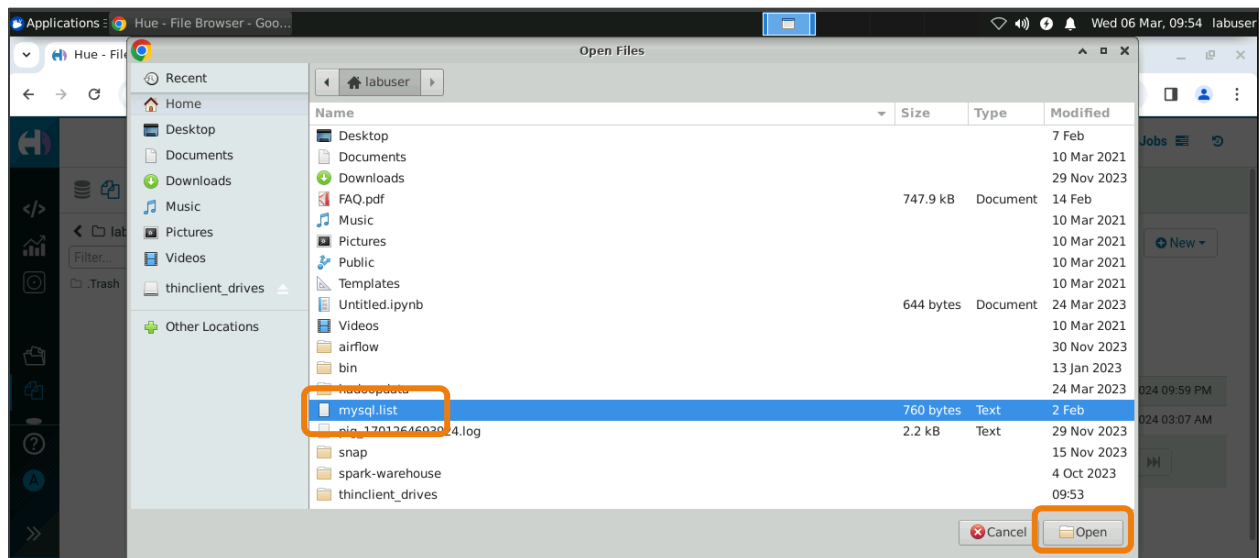 Applications Hue - File Browser - Goo... Wed 06 Mar, 09:54 labuser
Hue - File
Open Files
Jobs
lab
Filter...
.Trash
New
024 09:59 PM
024 03:07 AM
A
Recent
Home
Desktop
Documents
Downloads
Music
Pictures
Videos
thinclient_drives
Other Locations
labuser
Name Size Type Modified
Desktop 7 Feb
Documents 10 Mar 2021
Downloads 29 Nov 2023
FAQ.pdf 747.9 kB Document 14 Feb
Music 10 Mar 2021
Pictures 10 Mar 2021
Public 10 Mar 2021
Templates 10 Mar 2021
Untitled.ipynb 644 bytes Document 24 Mar 2023
Videos 10 Mar 2021
airflow 30 Nov 2023
bin 13 Jan 2023
hadoopdata 24 Mar 2023
mysql.list 760 bytes Text 2 Feb
pig_1701264693924.log 2.2 kB Text 29 Nov 2023
snap 15 Nov 2023
spark-warehouse 4 Oct 2023
thinclient_drives 09:53
Cancel Open